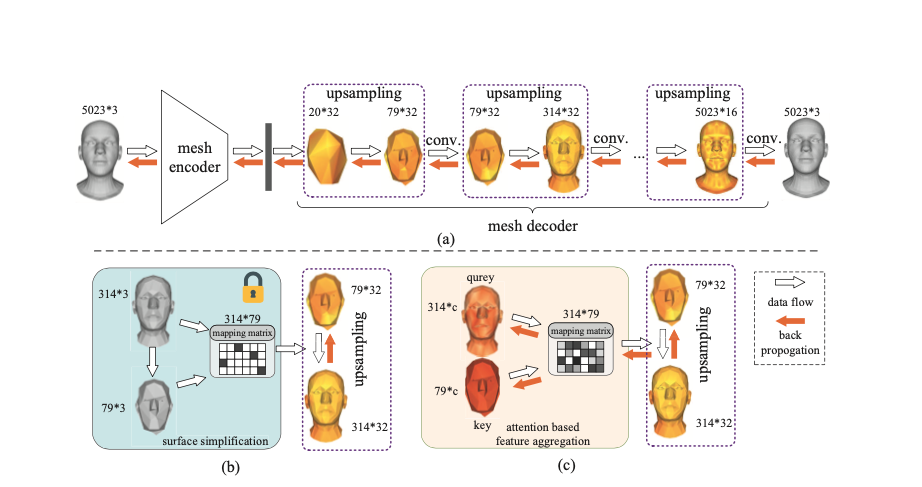 upsampling
upsampling
upsampling
5023*3
20*32
79*32
79*32
314*32
5023*16
5023*3
mesh
encoder
conv.
conv.
...
conv.
mesh decoder
(a)
314*3
79*3
314*79
mapping matrix
surface simplification
79*32
upsampling
314*32
(b)
qurey
314*c
79*c
key
314*79
mapping matrix
attention based
feature aggregation
79*32
upsampling
314*32
(c)
data flow
back
propogation